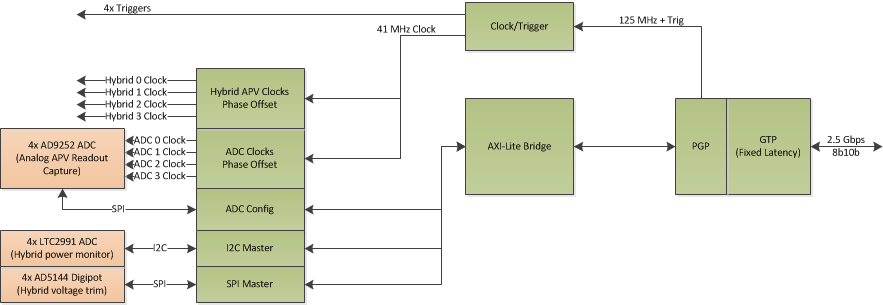 4x Triggers
Clock/Trigger
125 MHz + Trig
41 MHz Clock
Hybrid 0 Clock
Hybrid 1 Clock
Hybrid 2 Clock
Hybrid 3 Clock
Hybrid APV Clocks
Phase Offset
4x AD9252 ADC
(Analog APV Readout
Capture)
ADC 0 Clock
ADC 1 Clock
ADC 2 Clock
ADC 3 Clock
ADC Clocks
Phase Offset
AXI-Lite Bridge
PGP
GTP
(Fixed Latency)
2.5 Gbps
8b10b
SPI
ADC Config
4x LTC2991 ADC
(Hybrid power monitor)
I2C
I2C Master
4x AD5144 Digipot
(Hybrid voltage trim)
SPI
SPI Master